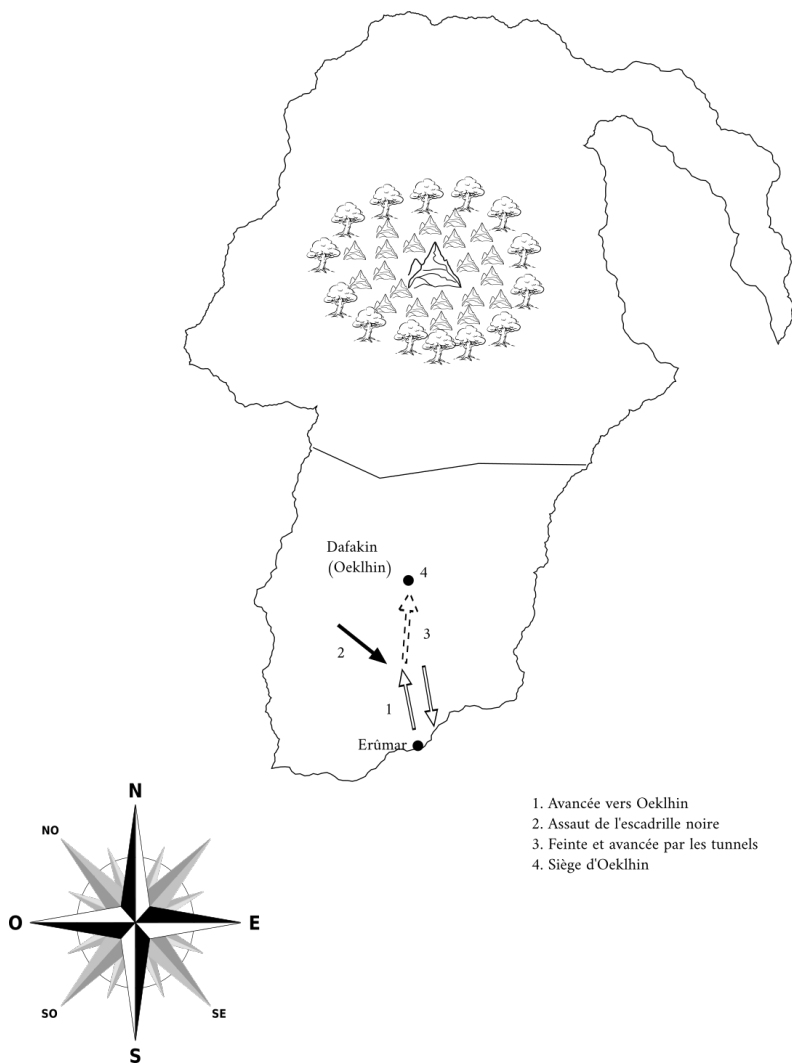 Dafakin
(Oeklhin)
4
3
2
1
Erûmar
1. Avancée vers Oeklhin
2. Assaut de l'escadrille noire
3. Feinte et avancée par les tunnels
4. Siège d'Oeklhin
N
NO
O
E
SO
SE
S